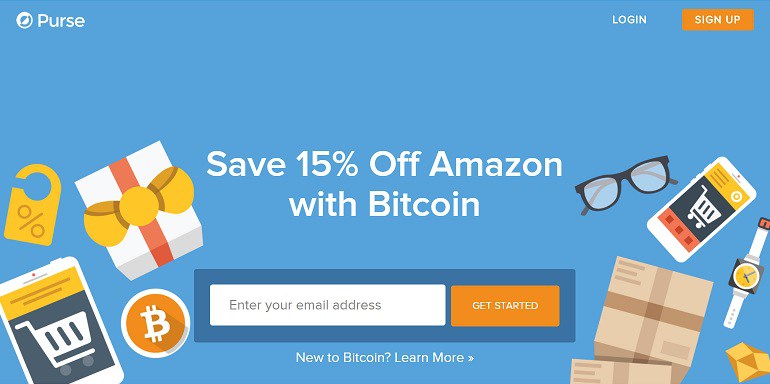 Purse
LOGIN
SIGN UP
Save 15% Off Amazon
with Bitcoin
Enter your email address
GET STARTED
New to Bitcoin? Learn More »